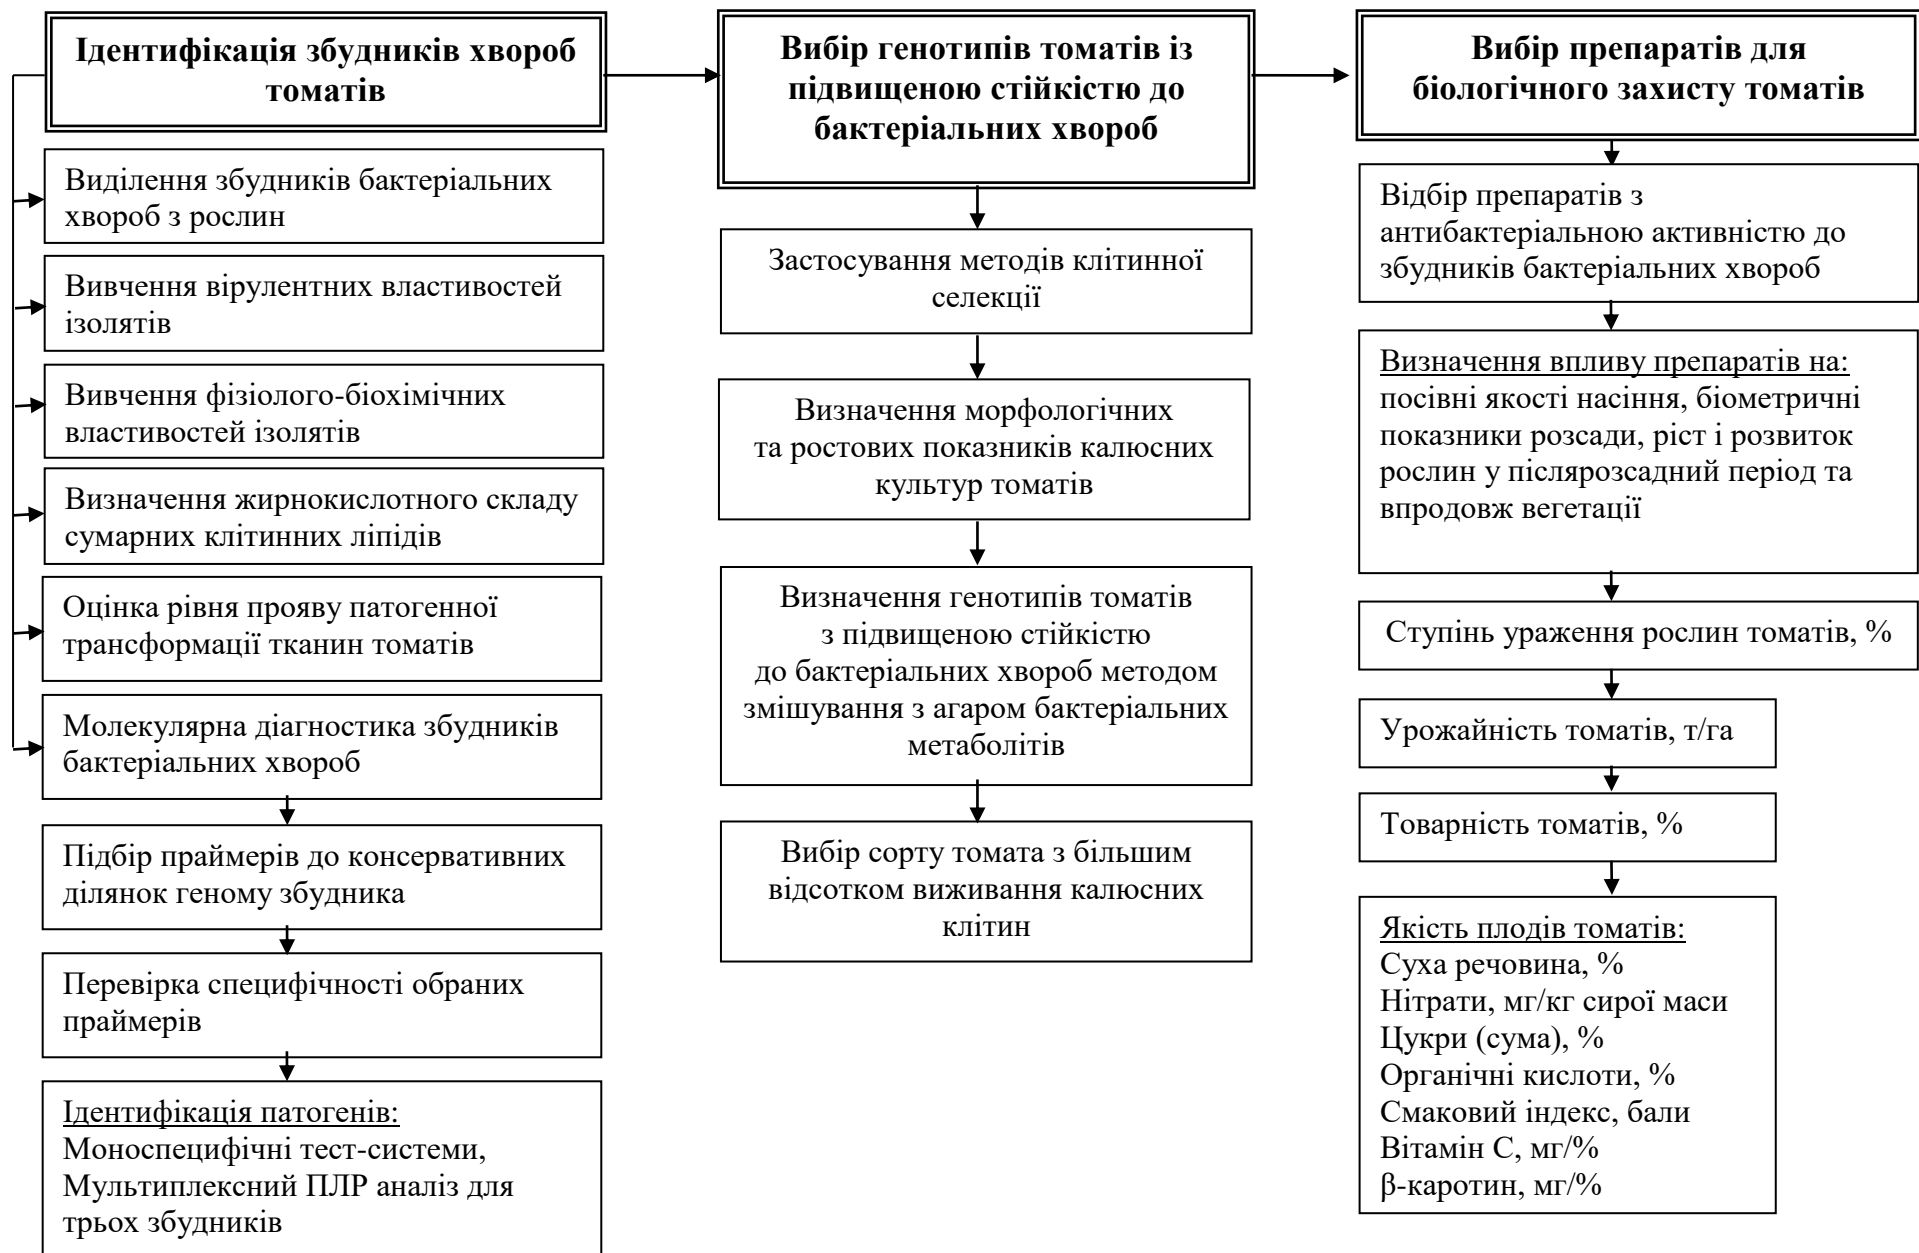 Ідентифікація збудників хвороб
томатів
Виділення збудників бактеріальних
хвороб з рослин
Вивчення вірулентних властивостей
ізолятів
Вивчення фізіолого-біохімічних
властивостей ізолятів
Визначення жирнокислотного складу
сумарних клітинних ліпідів
Оцінка рівня прояву патогенної
трансформації тканин томатів
Молекулярна діагностика збудників
бактеріальних хвороб
Підбір праймерів до консервативних
ділянок геному збудника
Перевірка специфічності обраних
праймерів
Ідентифікація патогенів:
Моноспецифічні тест-системи,
Мультиплексний ПЛР аналіз для
трьох збудників
Вибір генотипів томатів із
підвищеною стійкістю до
бактеріальних хвороб
Застосування методів клітинної
селекції
Визначення морфологічних
та ростових показників калюсних
культур томатів
Визначення генотипів томатів
з підвищеною стійкістю
до бактеріальних хвороб методом
змішування з агаром бактеріальних
метаболітів
Вибір сорту томата з більшим
відсотком виживання калюсних
клітин
Вибір препаратів для
біологічного захисту томатів
Відбір препаратів з
антибактеріальною активністю до
збудників бактеріальних хвороб
Визначення впливу препаратів на:
посівні якості насіння, біометричні
показники розсади, ріст і розвиток
рослин у післярозсадний період та
впродовж вегетації
Ступінь ураження рослин томатів, %
Урожайність томатів, т/га
Товарність томатів, %
Якість плодів томатів:
Суха речовина, %
Нітрати, мг/кг сирої маси
Цукри (сума), %
Органічні кислоти, %
Смаковий індекс, бали
Вітамін С, мг/%
β-каротин, мг/%